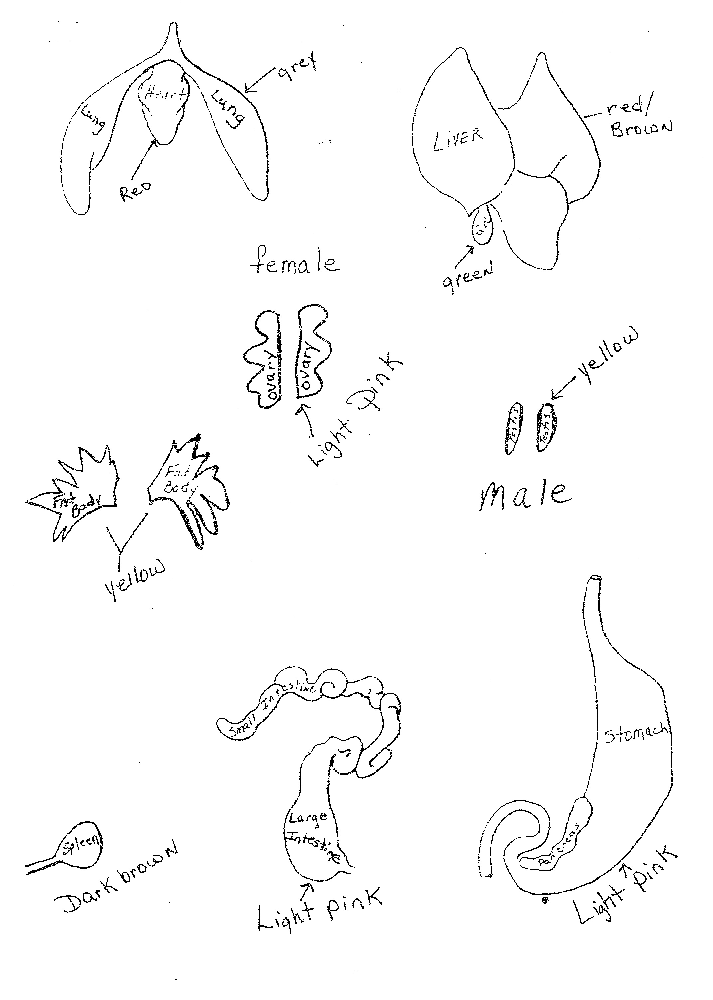 grey
Heart
Lung
Lung
Red
LIVER
red/
BROWN
green
female
ovary
ovary
Light Pink
yellow
Testis
Testis
Male
Fat
Body
FAt
Body
yellow
Small Intestine
Large
Intestine
Light pink
Stomach
Pancreas
Light pink
Spleen
Dark brown